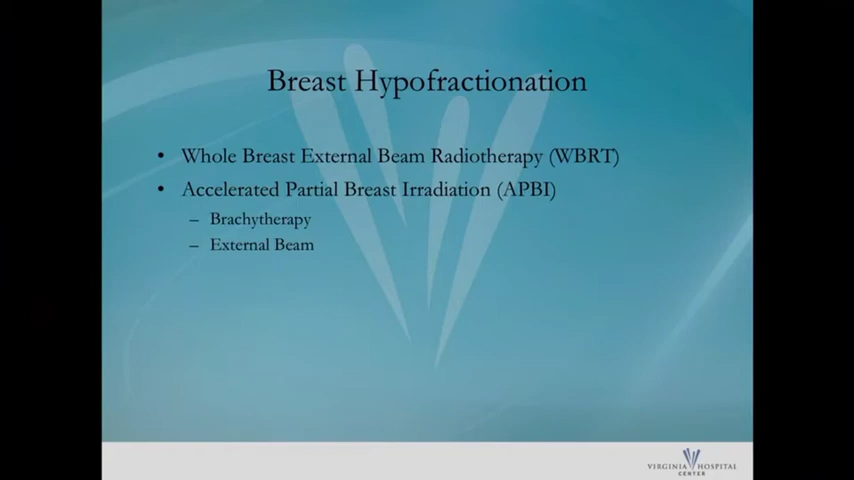 Breast Hypofractionation
• Whole Breast External Beam Radiotherapy (WBRT)
• Accelerated Partial Breast Irradiation (APBI)
– Brachytherapy
– External Beam
VIRGINIA HOSPITAL
CENTER